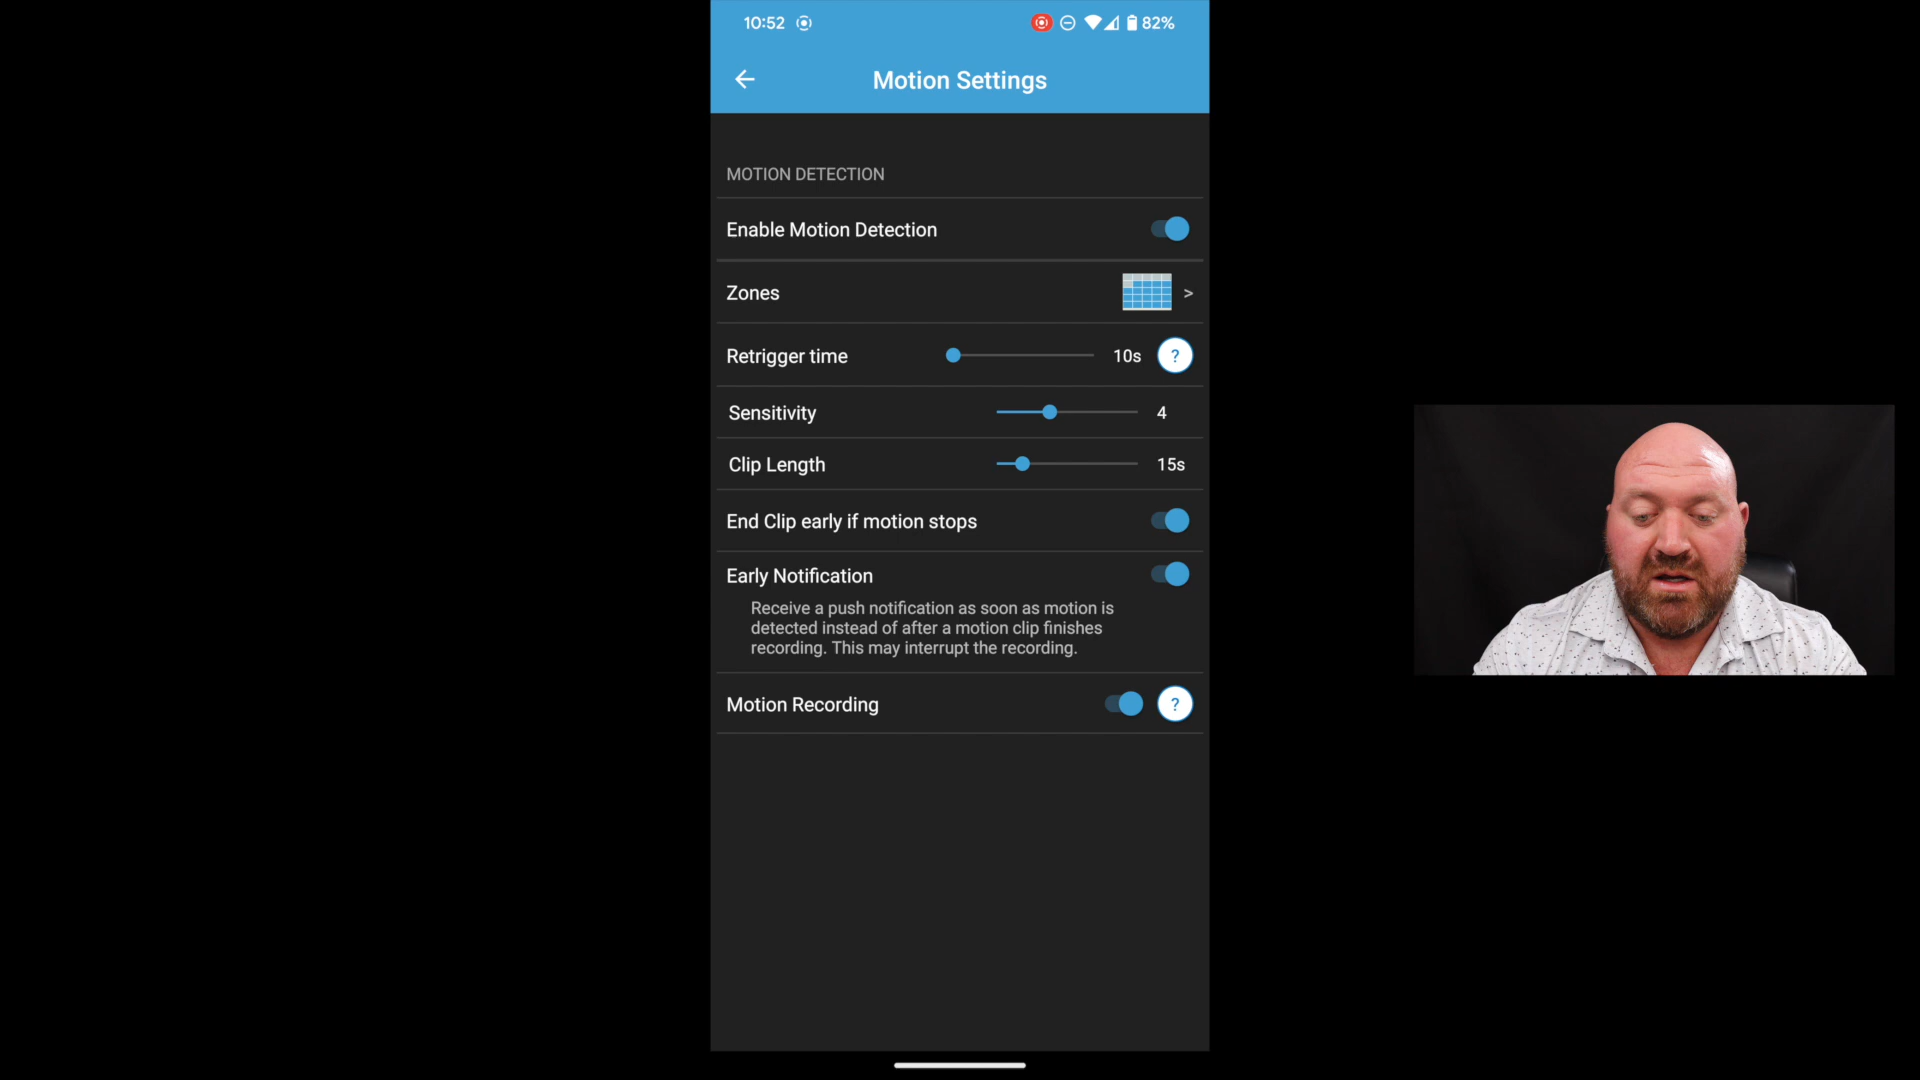 10:52 82%
Motion Settings
MOTION DETECTION
Enable Motion Detection
Zones >
Retrigger time 10s ?
Sensitivity 4
Clip Length 15s
End Clip early if motion stops
Early Notification
Receive a push notification as soon as motion is
detected instead of after a motion clip finishes
recording. This may interrupt the recording.
Motion Recording ?